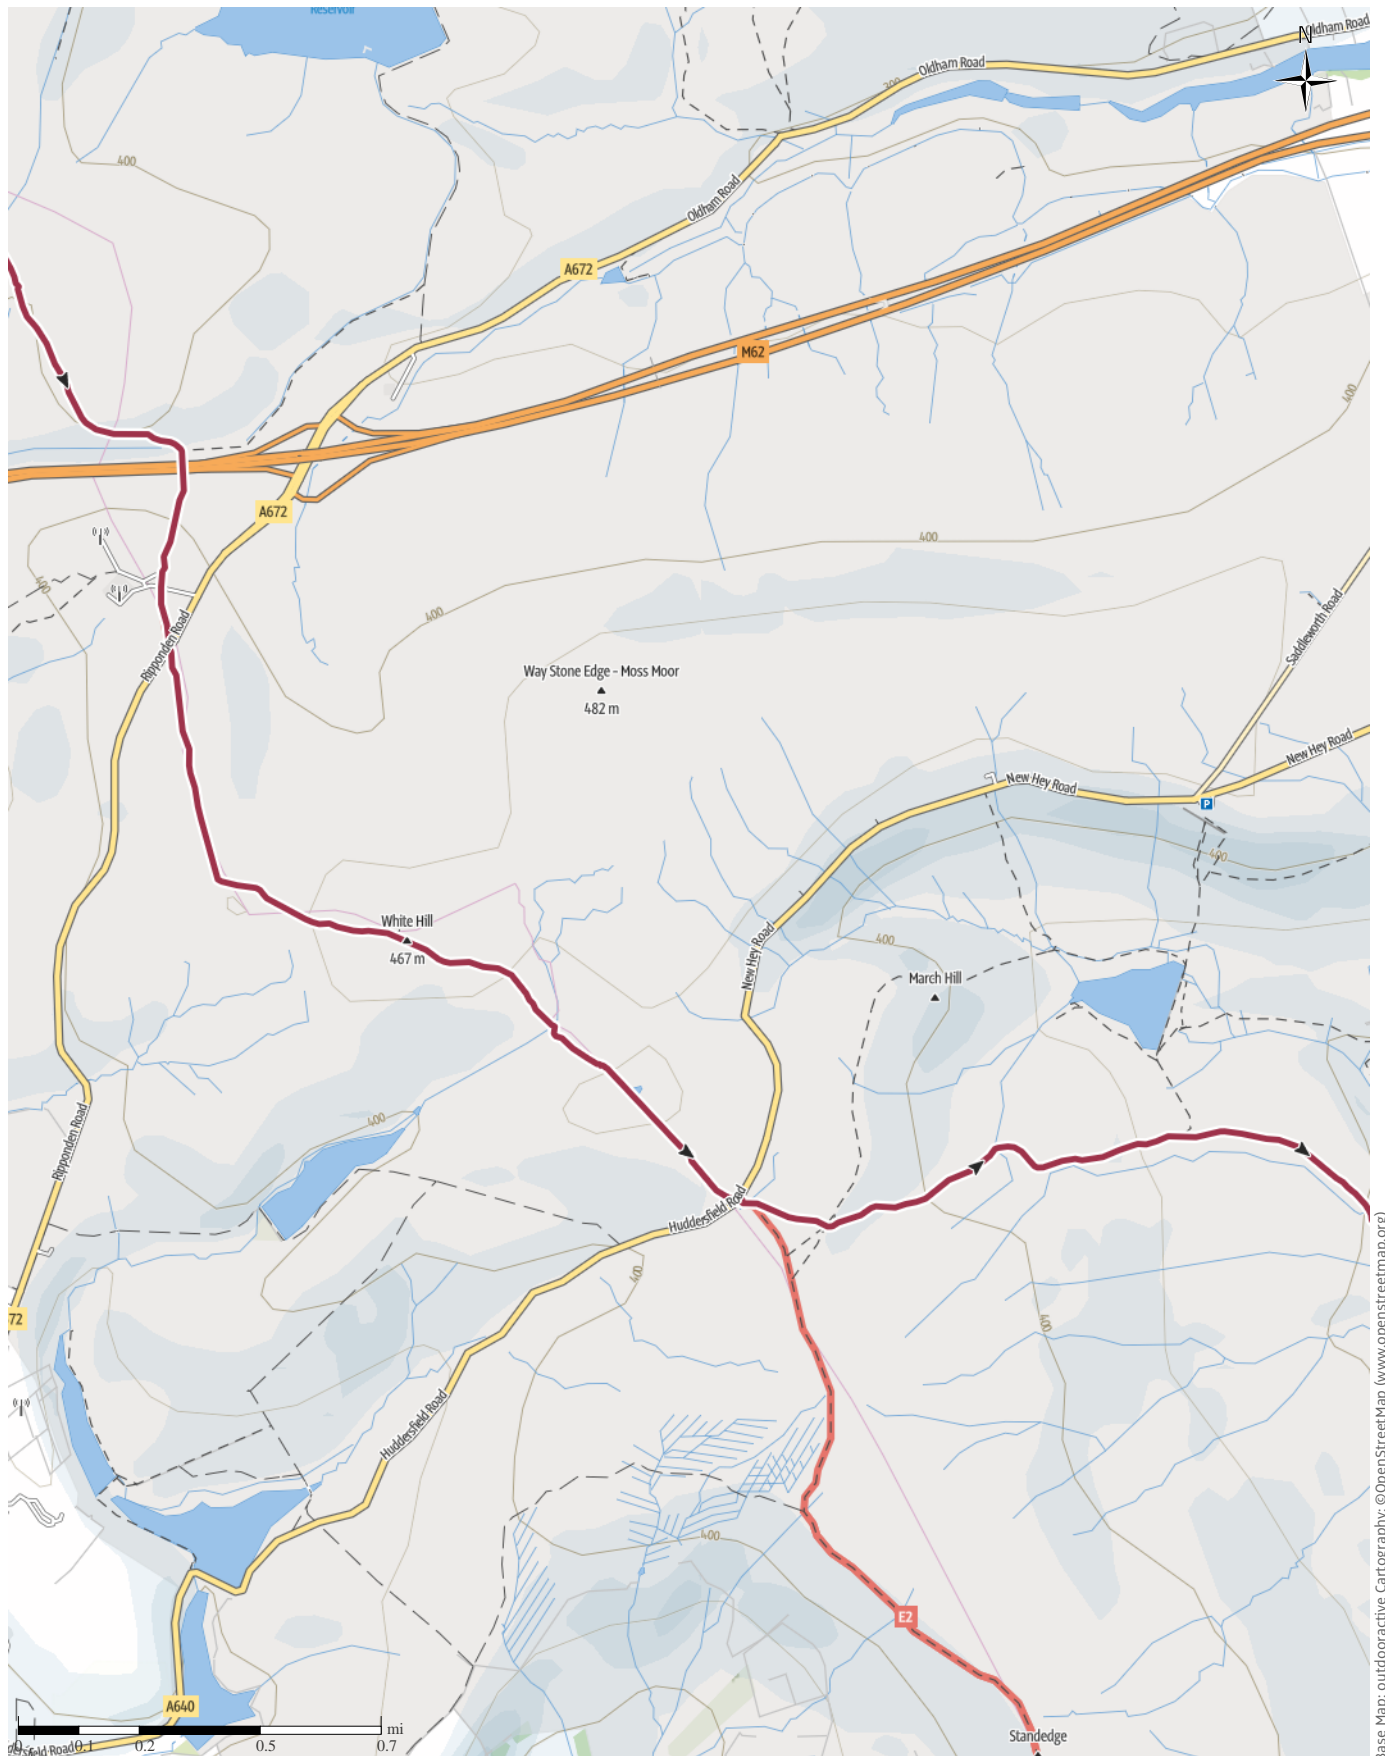 Reservoir
N
Oldham Road
Oldham Road
300
400
Oldham Road
A672
M62
400
A672
400
400
400
Saddleworth Road
Ripponden Road
Way Stone Edge - Moss Moor
482 m
New Hey Road
New Hey Road
P
400
White Hill
467 m
400
New Hey Road
March Hill
400
Ripponden Road
Huddersfield Road
400
72
400
Huddersfield Road
400
E2
A640
Standedge
mi
0.1
0.2
0.5
0.7
ase Map: outdooractive Cartography: ©OpenStreetMap (www.openstreetmap.org)